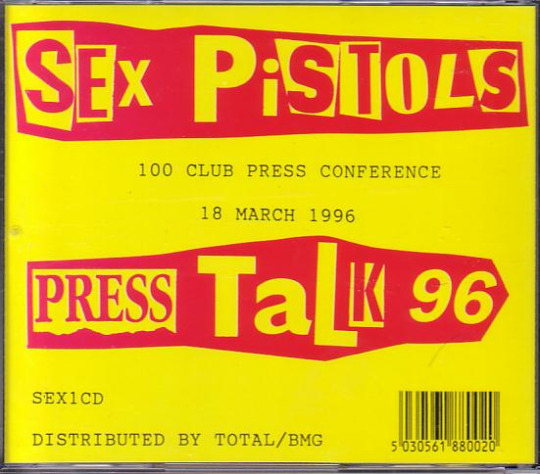 SEX PiSTOLS
100 CLUB PRESS CONFERENCE
18 MARCH 1996
PRESS TaLK 96
SEX1CD
DISTRIBUTED BY TOTAL/BMG
5 030561 880020